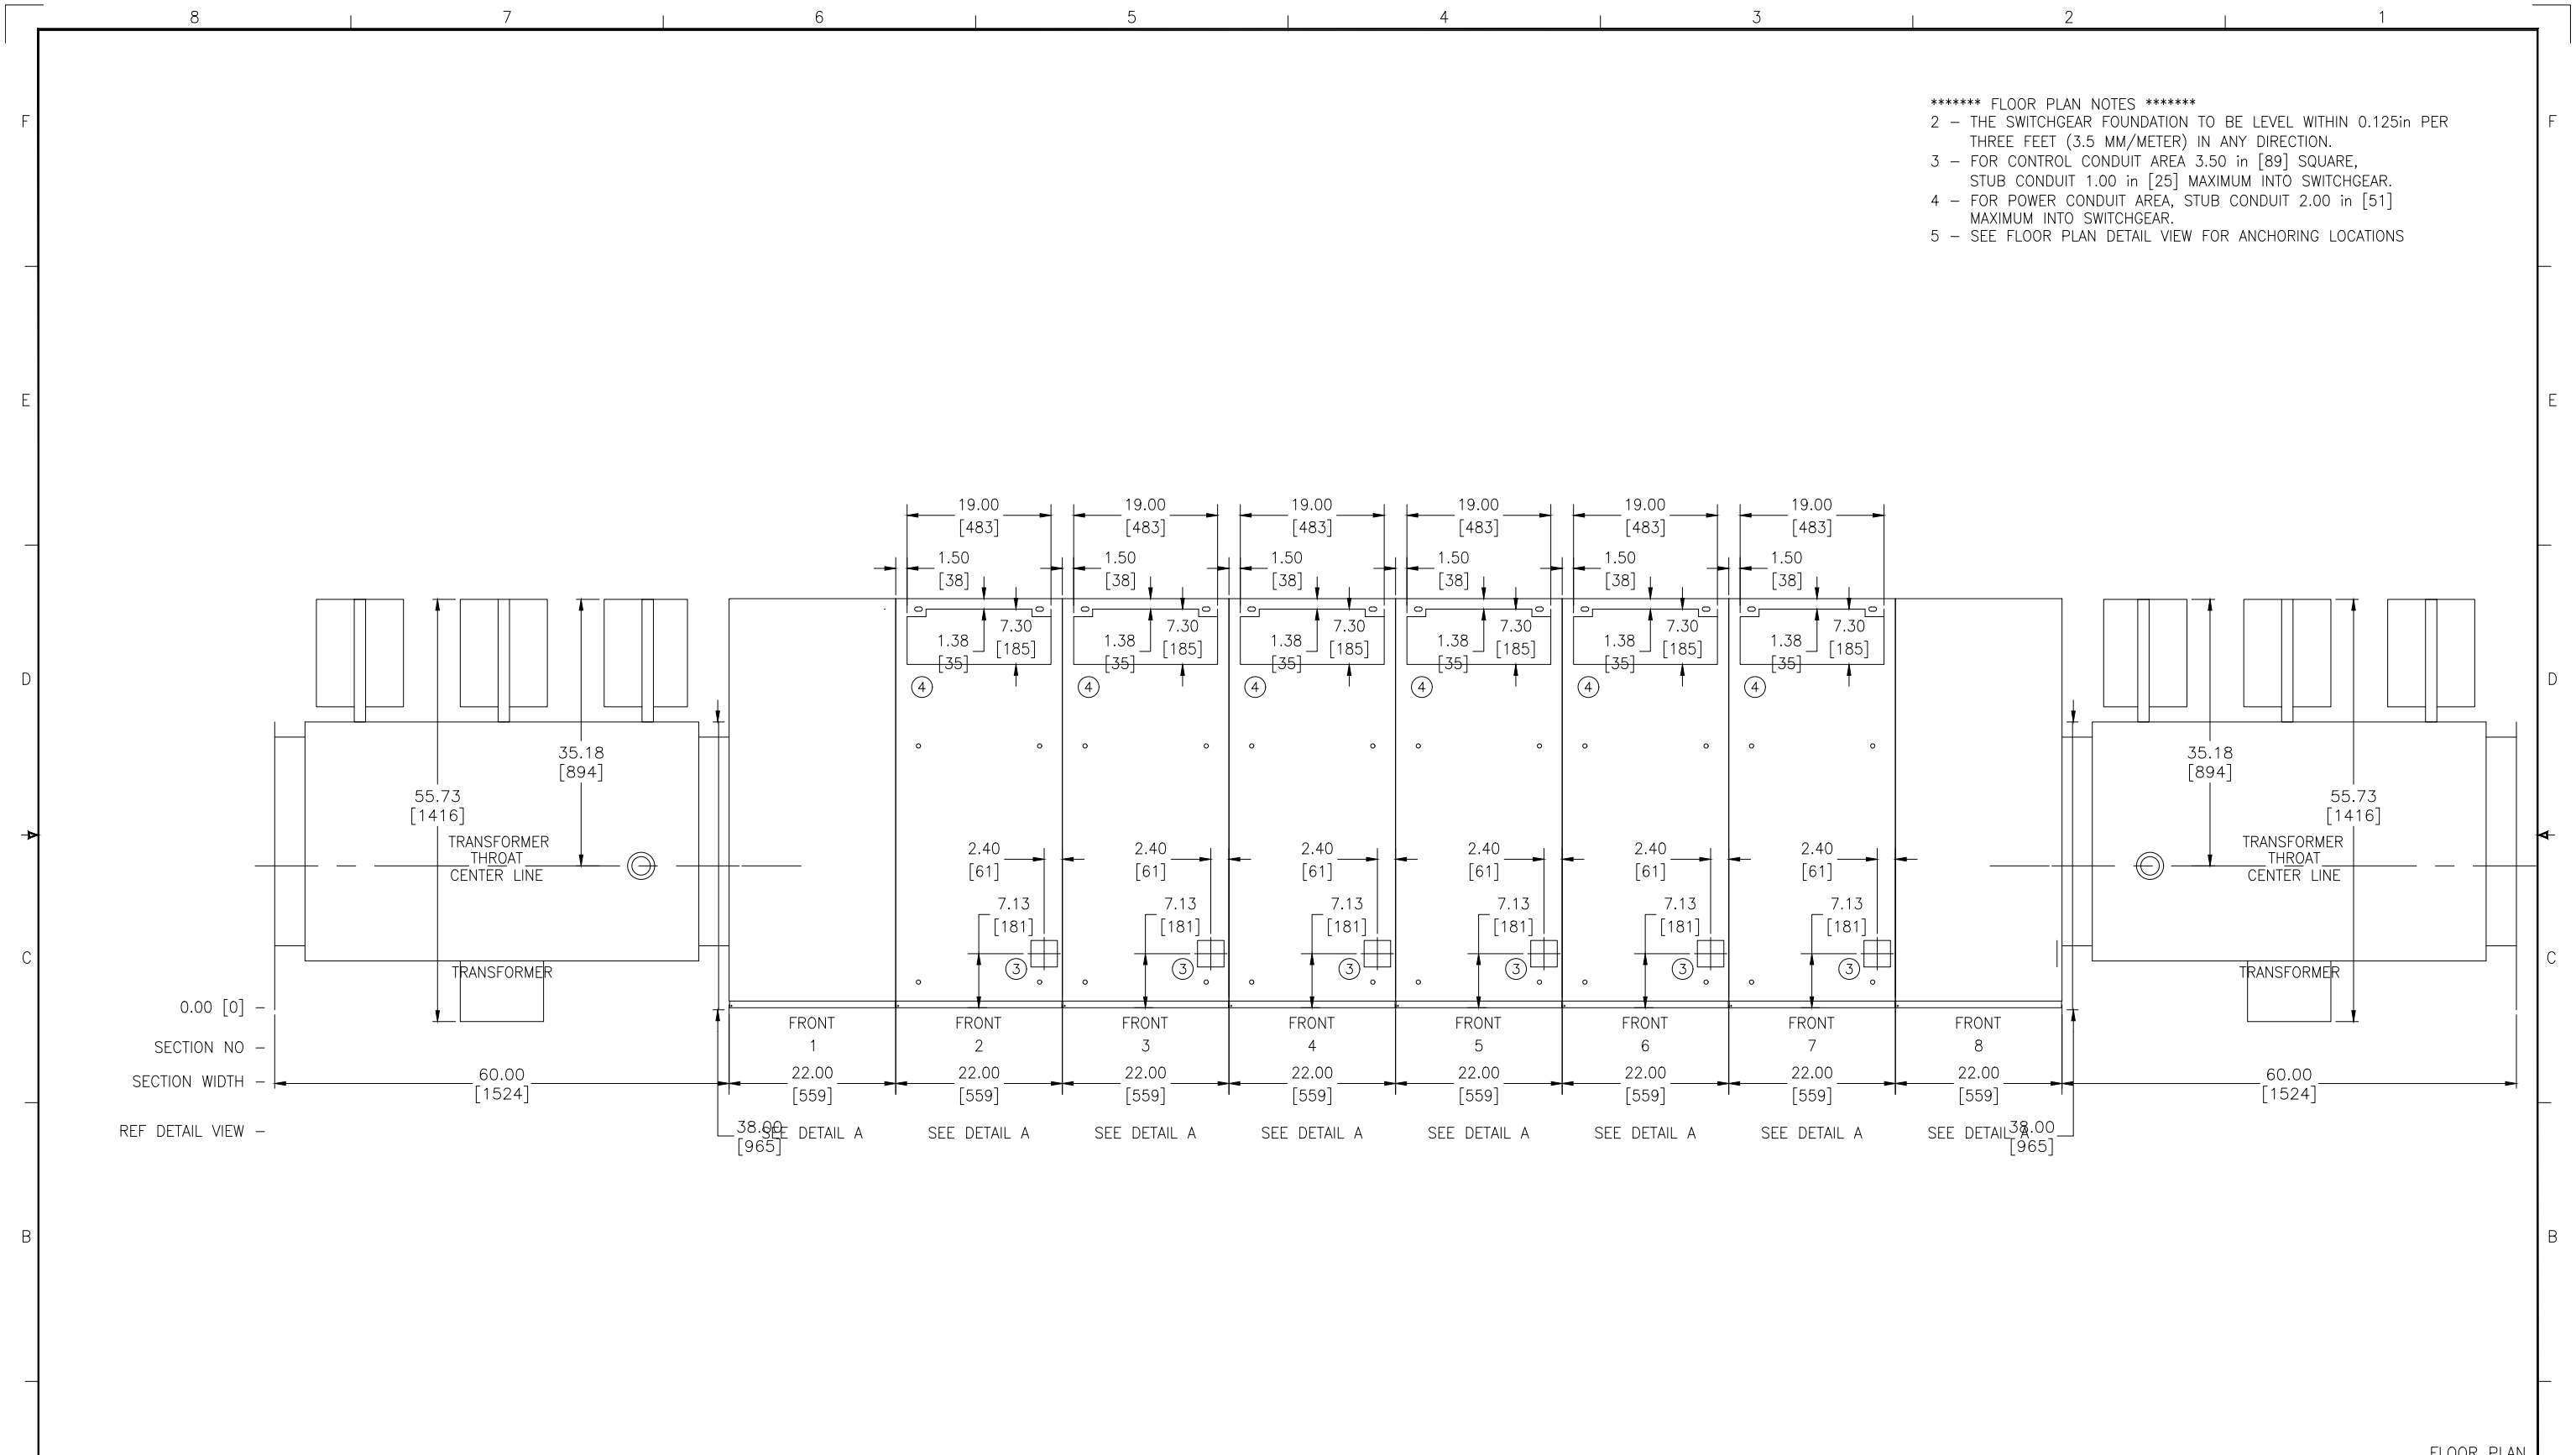 8 7 6 5 4 3 2 1
F F
******* FLOOR PLAN NOTES *******
2 – THE SWITCHGEAR FOUNDATION TO BE LEVEL WITHIN 0.125in PER
THREE FEET (3.5 MM/METER) IN ANY DIRECTION.
3 – FOR CONTROL CONDUIT AREA 3.50 in [89] SQUARE,
STUB CONDUIT 1.00 in [25] MAXIMUM INTO SWITCHGEAR.
4 – FOR POWER CONDUIT AREA, STUB CONDUIT 2.00 in [51]
MAXIMUM INTO SWITCHGEAR.
5 – SEE FLOOR PLAN DETAIL VIEW FOR ANCHORING LOCATIONS
E E
19.00 19.00 19.00 19.00 19.00 19.00
[483] [483] [483] [483] [483] [483]
1.50 1.50 1.50 1.50 1.50 1.50
[38] [38] [38] [38] [38] [38]
7.30 7.30 7.30 7.30 7.30 7.30
1.38 1.38 1.38 1.38 1.38 1.38
[185] [185] [185] [185] [185] [185]
[35] [35] [35] [35] [35] [35]
D D
4 4 4 4 4 4
35.18 35.18
[894] [894]
55.73 55.73
[1416] [1416]
TRANSFORMER TRANSFORMER
THROAT THROAT
CENTER LINE CENTER LINE
2.40 2.40 2.40 2.40 2.40 2.40
[61] [61] [61] [61] [61] [61]
7.13 7.13 7.13 7.13 7.13 7.13
[181] [181] [181] [181] [181] [181]
C C
3 3 3 3 3 3
TRANSFORMER TRANSFORMER
0.00 [0] –
FRONT FRONT FRONT FRONT FRONT FRONT FRONT FRONT
SECTION NO – 1 2 3 4 5 6 7 8
SECTION WIDTH – 60.00 22.00 22.00 22.00 22.00 22.00 22.00 22.00 22.00 60.00
[1524] [559] [559] [559] [559] [559] [559] [559] [559] [1524]
REF DETAIL VIEW – SEE DETAIL A SEE DETAIL A SEE DETAIL A SEE DETAIL A SEE DETAIL A SEE DETAIL A SEE DETAIL A SEE DETAIL A
38.00 38.00
[965] [965]
B B
FLOOR PLAN